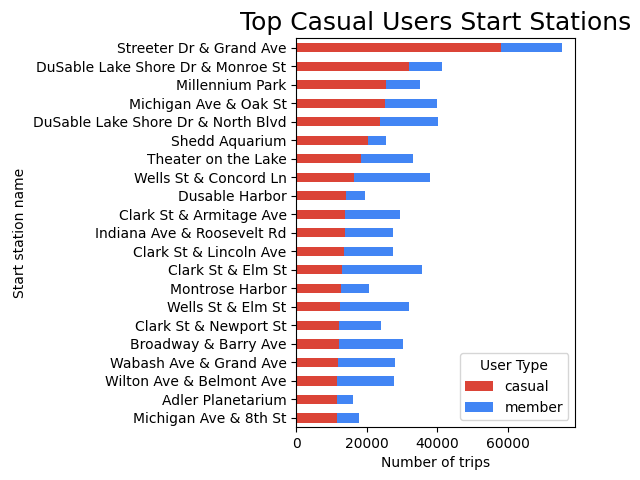 Top Casual Users Start Stations
Start station name
Streeter Dr & Grand Ave
DuSable Lake Shore Dr & Monroe St
Millennium Park
Michigan Ave & Oak St
DuSable Lake Shore Dr & North Blvd
Shedd Aquarium
Theater on the Lake
Wells St & Concord Ln
Dusable Harbor
Clark St & Armitage Ave
Indiana Ave & Roosevelt Rd
Clark St & Lincoln Ave
Clark St & Elm St
Montrose Harbor
Wells St & Elm St
Clark St & Newport St
Broadway & Barry Ave
Wabash Ave & Grand Ave
Wilton Ave & Belmont Ave
Adler Planetarium
Michigan Ave & 8th St
User Type
casual
member
0 20000 40000 60000
Number of trips